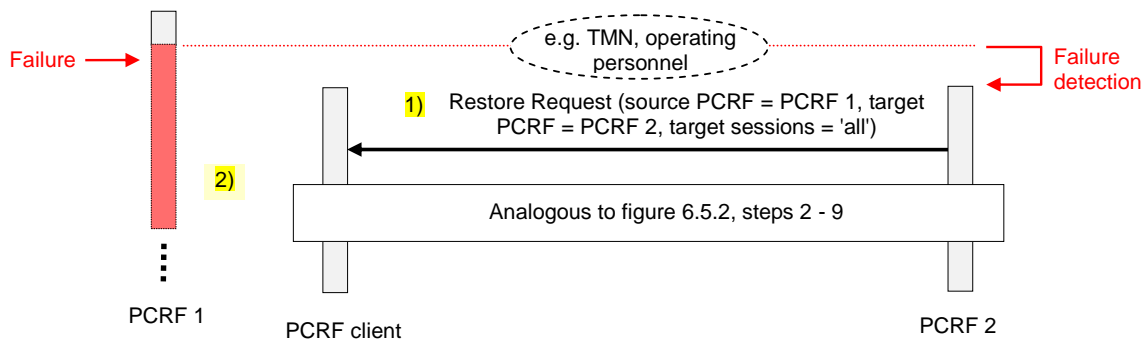 e.g. TMN, operating
personnel
Failure
Failure
detection
1) Restore Request (source PCRF = PCRF 1, target
PCRF = PCRF 2, target sessions = 'all')
2)
Analogous to figure 6.5.2, steps 2 - 9
PCRF 1
PCRF client
PCRF 2